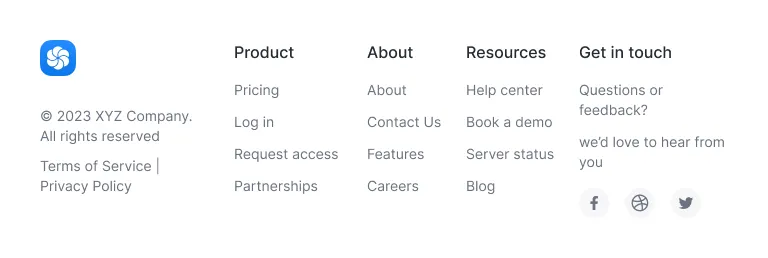 © 2023 XYZ Company.
All rights reserved
Terms of Service |
Privacy Policy
Product
Pricing
Log in
Request access
Partnerships
About
About
Contact Us
Features
Careers
Resources
Help center
Book a demo
Server status
Blog
Get in touch
Questions or
feedback?
we’d love to hear from
you